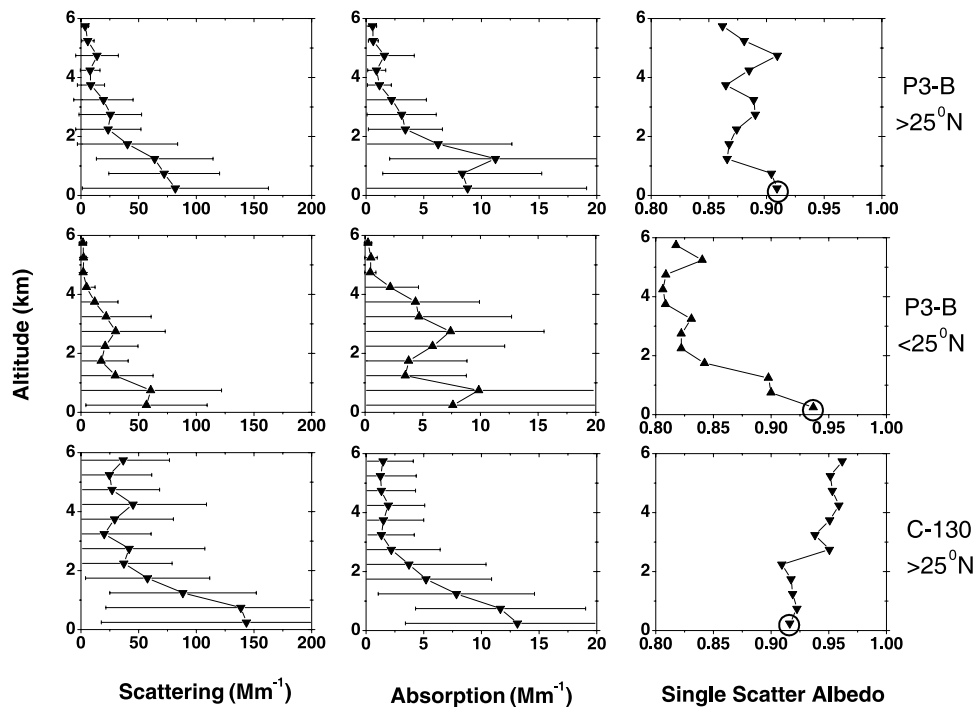 6
4
2
0
0 50 100 150 200
6
4
2
0
0 5 10 15 20
6
4
2
0
0.80 0.85 0.90 0.95 1.00
P3-B
>25⁰N
6
4
2
0
0 50 100 150 200
6
4
2
0
0 5 10 15 20
6
4
2
0
0.80 0.85 0.90 0.95 1.00
P3-B
<25⁰N
6
4
2
0
0 50 100 150 200
6
4
2
0
0 5 10 15 20
6
4
2
0
0.80 0.85 0.90 0.95 1.00
C-130
>25⁰N
Altitude (km)
Scattering (Mm⁻¹)
Absorption (Mm⁻¹)
Single Scatter Albedo